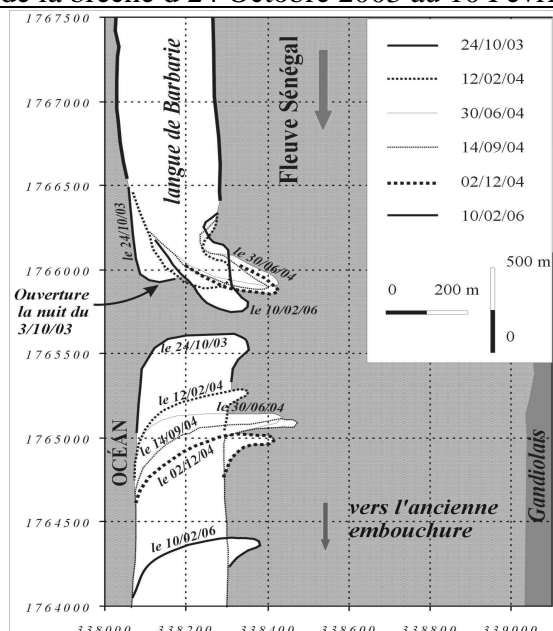 de la brèche d'24 Octobre 2003 au 10 Févri
1767500
1767000
1766500
1766000
1765500
1765000
1764500
1764000
338000
338200
338400
338600
338800
339000
langue de Barbarie
Fleuve Sénégal
24/10/03
12/02/04
30/06/04
14/09/04
02/12/04
10/02/06
500 m
0 200 m
0
le 24/10/03
le 30/06/04
le 10/02/06
Ouverture
la nuit du
3/10/03
le 24/10/03
le 12/02/04
le 30/06/04
le 14/09/04
le 02/12/04
le 10/02/06
OCÉAN
vers l'ancienne
embouchure
Gandiolais